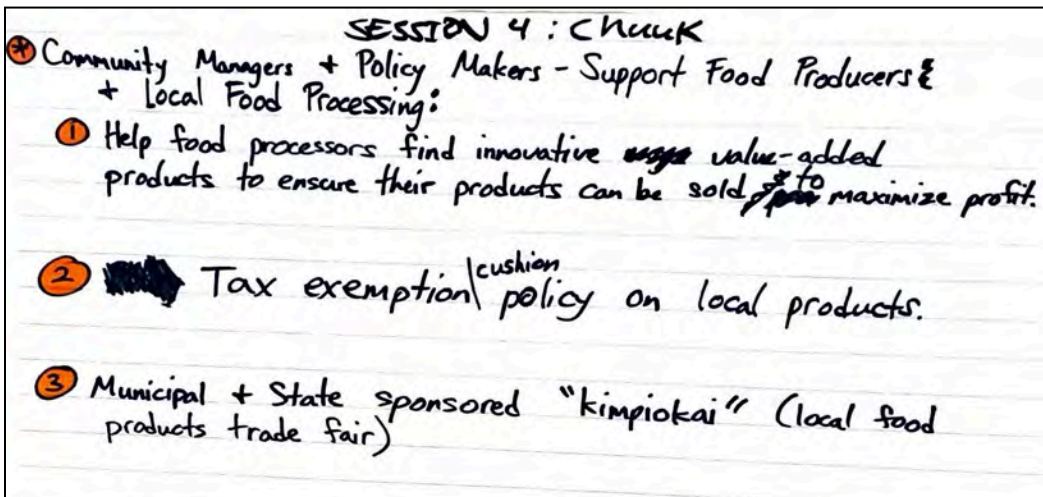 SESSION 4 : Chuuk
* Community Managers + Policy Makers - Support Food Producers &
+ Local Food Processing:
① Help food processors find innovative value-added
products to ensure their products can be sold & to maximize profit.
② Tax exemption\ cushion policy on local products.
③ Municipal + State sponsored "kimpiokai" (local food
products trade fair)